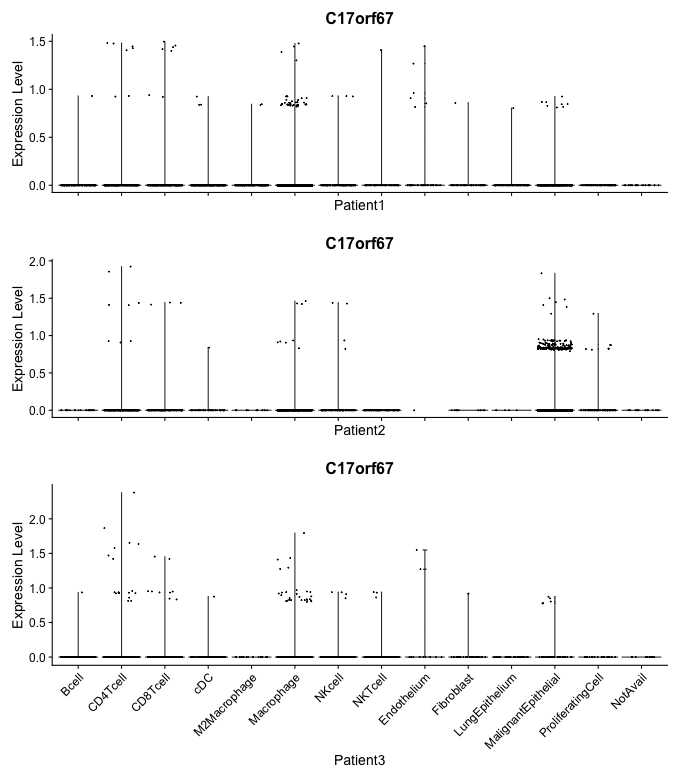 C17orf67
Expression Level
1.5
1.0
0.5
0.0
Patient1
C17orf67
Expression Level
2.0
1.5
1.0
0.5
0.0
Patient2
C17orf67
Expression Level
2.0
1.5
1.0
0.5
0.0
Bcell
CD4Tcell
CD8Tcell
cDC
M2Macrophage
Macrophage
NKcell
NKTcell
Endothelium
Fibroblast
LungEpithelium
MalignantEpithelial
ProliferatingCell
NotAvail
Patient3